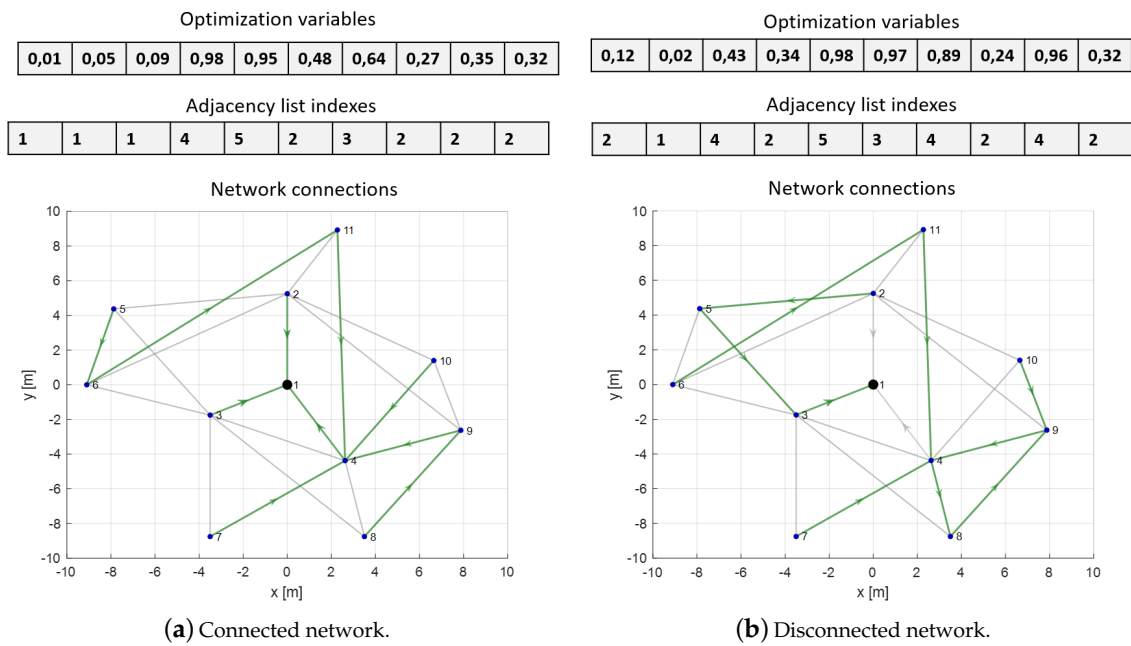 Optimization variables
0,01 0,05 0,09 0,98 0,95 0,48 0,64 0,27 0,35 0,32
Adjacency list indexes
1 1 1 4 5 2 3 2 2 2
Network connections
10
8
6
4
2
0
-2
-4
-6
-8
-10
y [m]
11
2
5
10
6
1
3
9
4
7
8
-10 -8 -6 -4 -2 0 2 4 6 8 10
x [m]
(a) Connected network.
Optimization variables
0,12 0,02 0,43 0,34 0,98 0,97 0,89 0,24 0,96 0,32
Adjacency list indexes
2 1 4 2 5 3 4 2 4 2
Network connections
10
8
6
4
2
0
-2
-4
-6
-8
-10
y [m]
11
2
5
10
6
1
3
9
4
7
8
-10 -8 -6 -4 -2 0 2 4 6 8 10
x [m]
(b) Disconnected network.